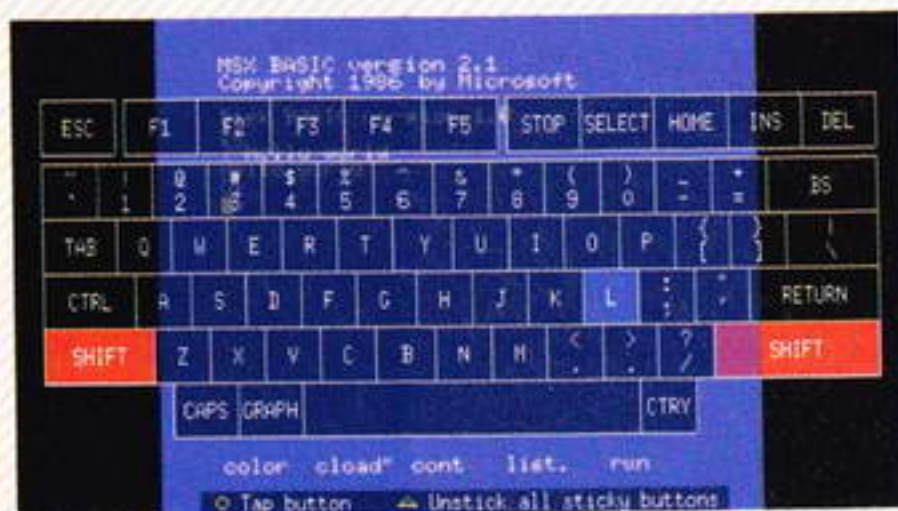 MSX BASIC version 2.1
Copyright 1986 by Microsoft
ESC F1 F2 F3 F4 F5 STOP SELECT HOME INS DEL
! @ # $ % ^ & * ( ) _ +
1 2 3 4 5 6 7 8 9 0 - = BS
TAB Q W E R T Y U I O P { } |
[ ] \
CTRL A S D F G H J K L : " RETURN
; '
SHIFT Z X V C B N M < > ? SHIFT
, . /
CAPS GRAPH CTRY
color cload" cont list. run
Tap button Unstick all sticky buttons